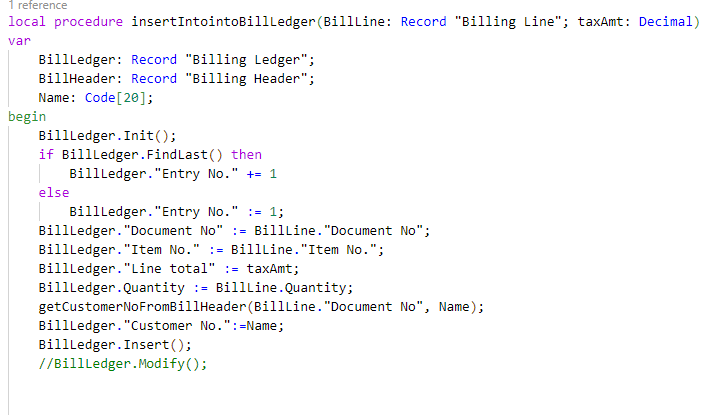 1 reference
local procedure insertIntointoBillLedger(BillLine: Record "Billing Line"; taxAmt: Decimal)
var
    BillLedger: Record "Billing Ledger";
    BillHeader: Record "Billing Header";
    Name: Code[20];
begin
    BillLedger.Init();
    if BillLedger.FindLast() then
        BillLedger."Entry No." += 1
    else
        BillLedger."Entry No." := 1;
    BillLedger."Document No" := BillLine."Document No";
    BillLedger."Item No." := BillLine."Item No.";
    BillLedger."Line total" := taxAmt;
    BillLedger.Quantity := BillLine.Quantity;
    getCustomerNoFromBillHeader(BillLine."Document No", Name);
    BillLedger."Customer No.":=Name;
    BillLedger.Insert();
    //BillLedger.Modify();